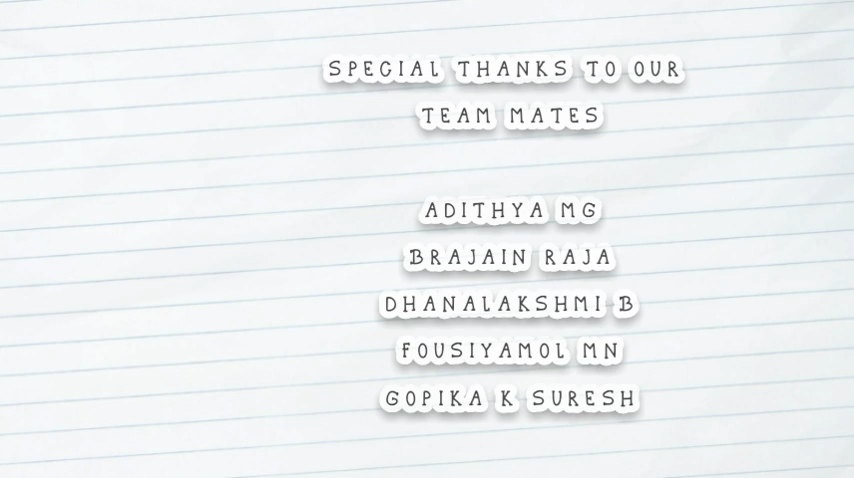 SPECIAL THANKS TO OUR
TEAM MATES
ADITHYA MG
BRAJAIN RAJA
DHANALAKSHMI B
FOUSIYAMOL MN
GOPIKA K SURESH